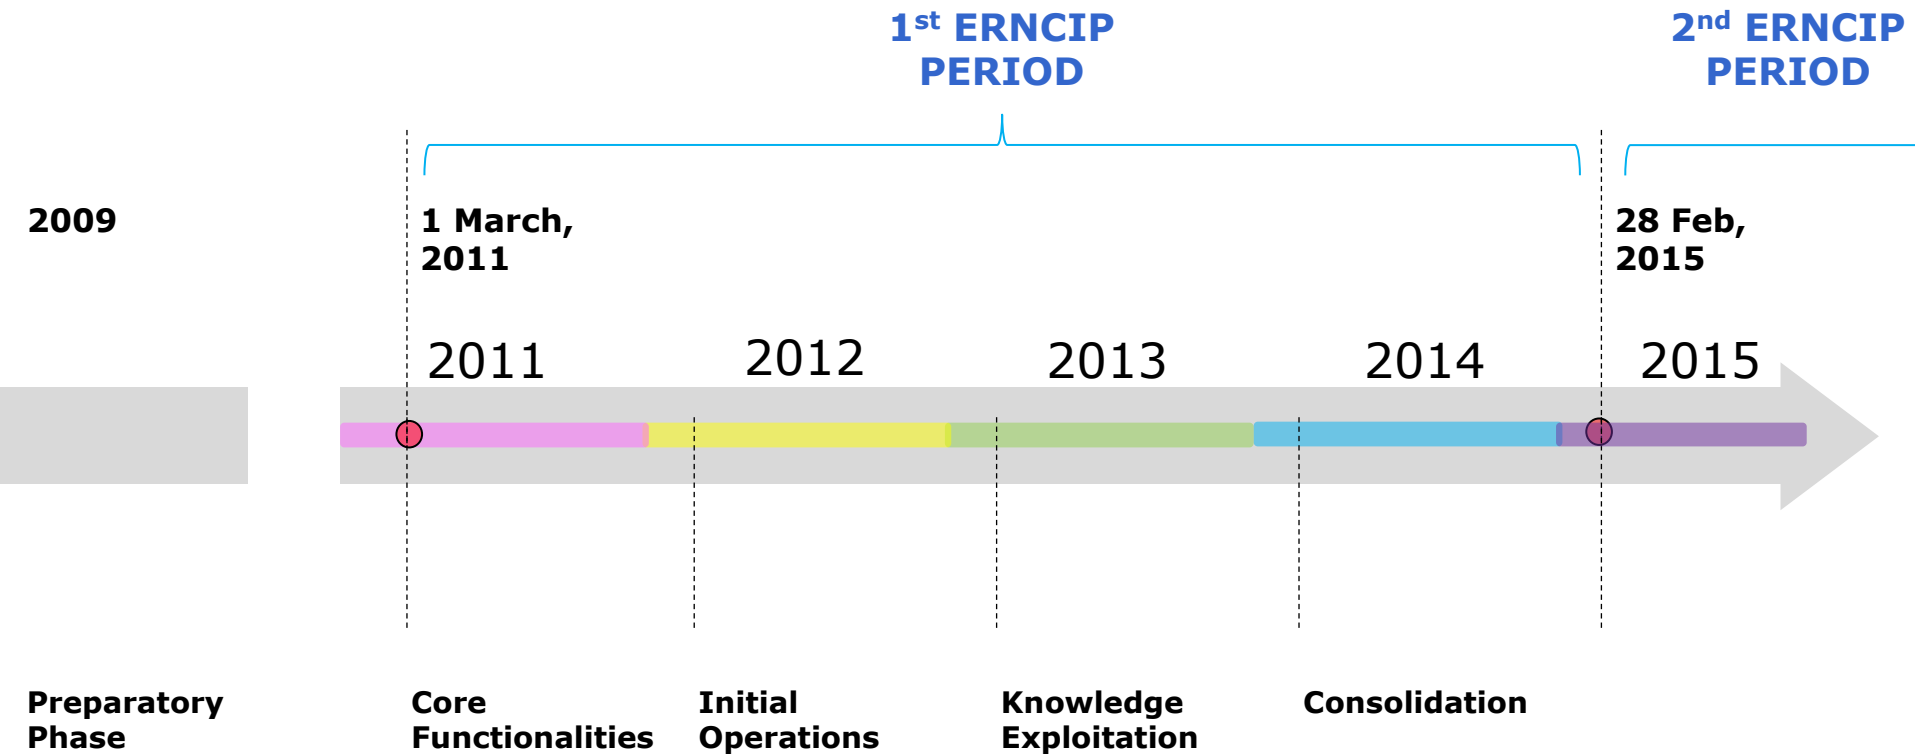 1st ERNCIP
PERIOD
2nd ERNCIP
PERIOD
2009
1 March,
2011
28 Feb,
2015
2011
2012
2013
2014
2015
Preparatory
Phase
Core
Functionalities
Initial
Operations
Knowledge
Exploitation
Consolidation